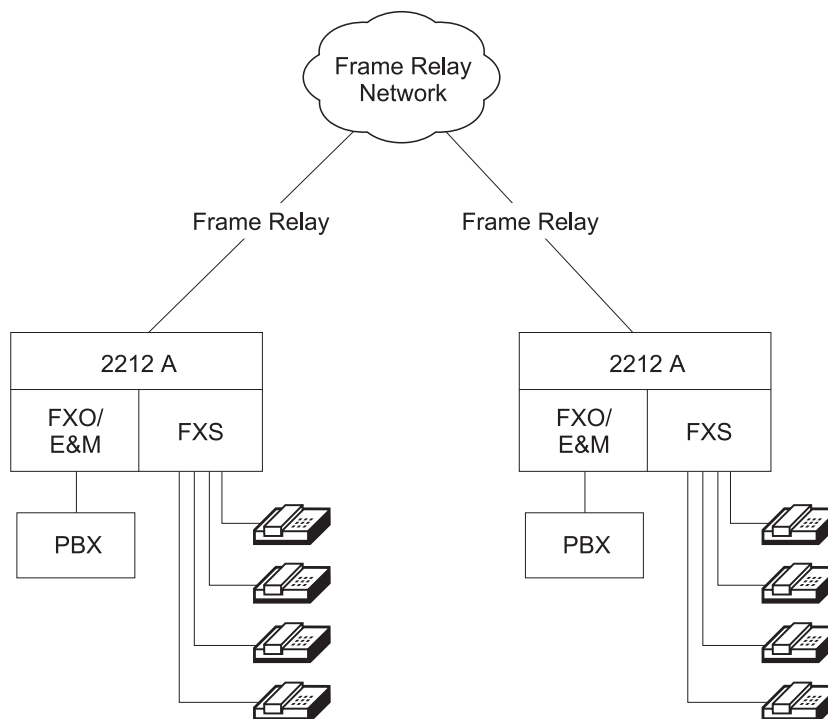 Frame Relay
Network
Frame Relay
Frame Relay
2212 A
2212 A
FXO/
E&M
FXS
FXO/
E&M
FXS
PBX
PBX